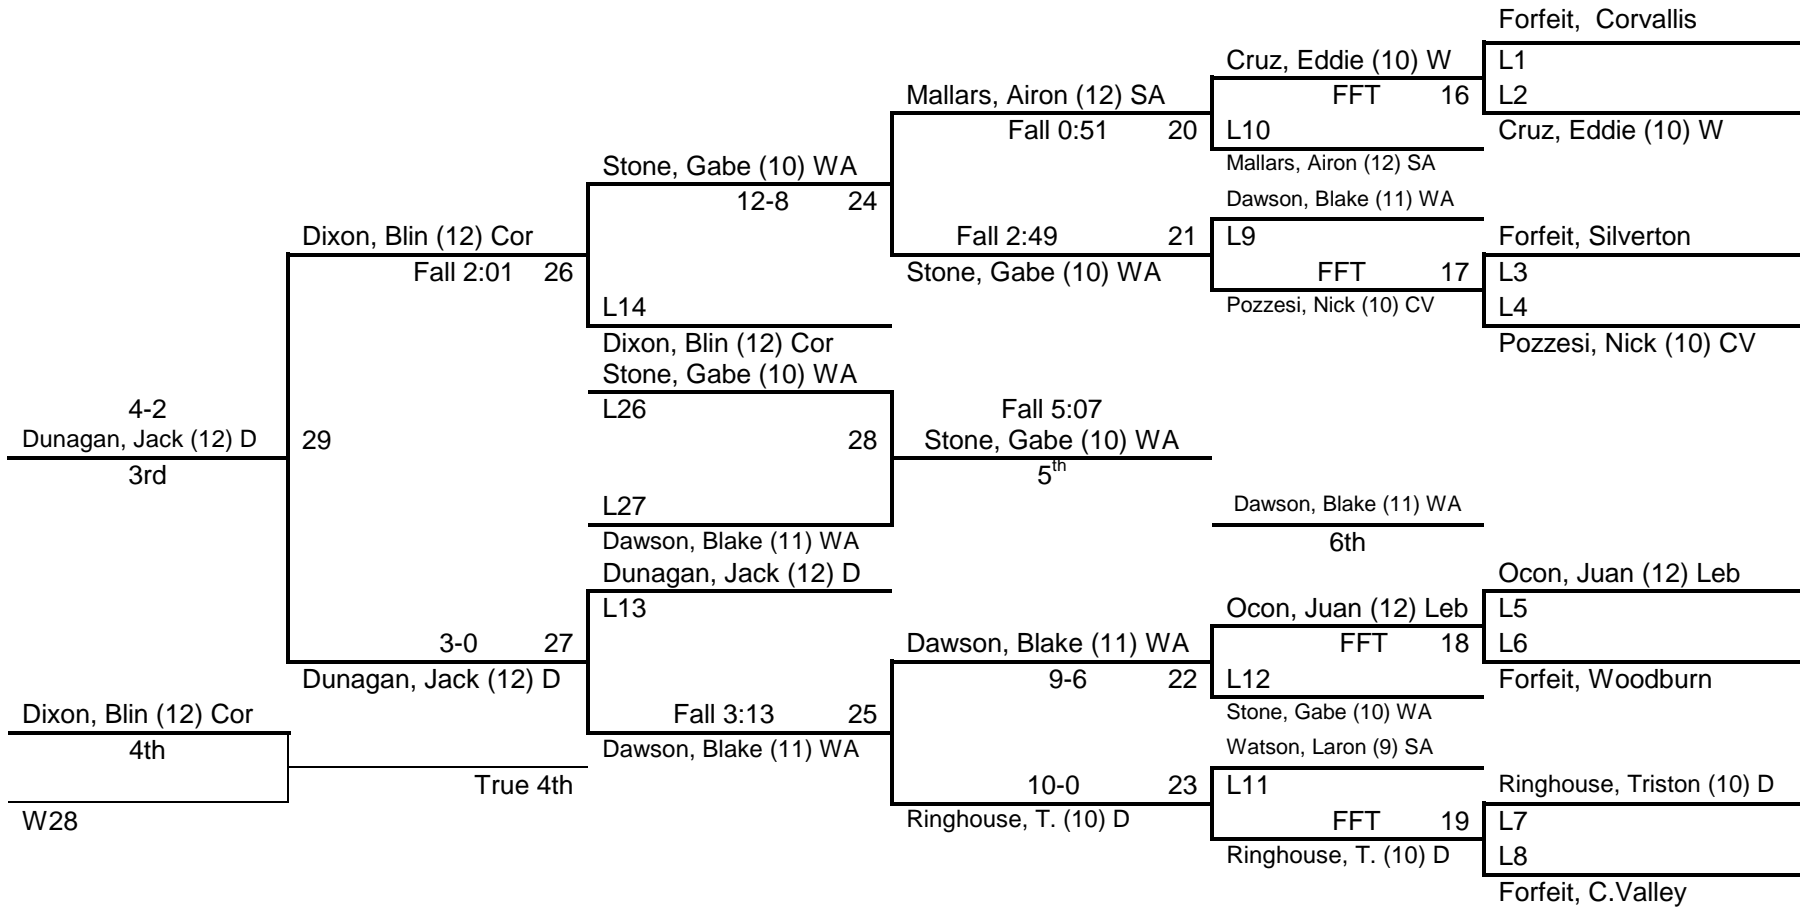 Forfeit,  Corvallis
Cruz, Eddie (10) W
L1
Mallars, Airon (12) SA
FFT 16
L2
Fall 0:51 20
L10
Cruz, Eddie (10) W
Stone, Gabe (10) WA
Mallars, Airon (12) SA
12-8 24
Dawson, Blake (11) WA
Dixon, Blin (12) Cor
Fall 2:49 21
L9
Forfeit, Silverton
Fall 2:01 26
Stone, Gabe (10) WA
FFT 17
L3
L14
Pozzesi, Nick (10) CV
L4
Dixon, Blin (12) Cor
Pozzesi, Nick (10) CV
Stone, Gabe (10) WA
4-2
L26
Fall 5:07
Dunagan, Jack (12) D
29
28
Stone, Gabe (10) WA
3rd
5th
L27
Dawson, Blake (11) WA
Dawson, Blake (11) WA
6th
Dunagan, Jack (12) D
Ocon, Juan (12) Leb
L13
Ocon, Juan (12) Leb
L5
3-0 27
Dawson, Blake (11) WA
FFT 18
L6
Dunagan, Jack (12) D
9-6 22
L12
Forfeit, Woodburn
Dixon, Blin (12) Cor
Fall 3:13 25
Stone, Gabe (10) WA
4th
Dawson, Blake (11) WA
Watson, Laron (9) SA
True 4th
10-0 23
L11
Ringhouse, Triston (10) D
W28
Ringhouse, T. (10) D
FFT 19
L7
Ringhouse, T. (10) D
L8
Forfeit, C.Valley